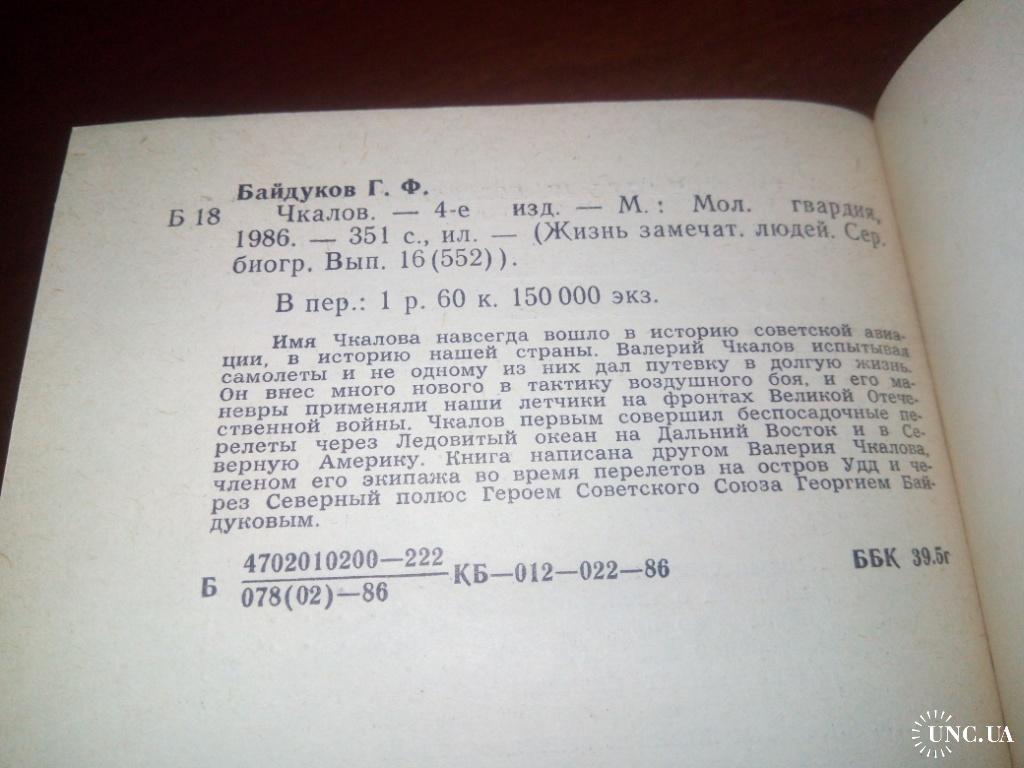 Байдуков Г. Ф.
Б 18 Чкалов. — 4-е изд. — М.: Мол. гвардия,
1986. — 351 с., ил. — (Жизнь замечат. людей. Сер.
биогр. Вып. 16(552)).
В пер.: 1 р. 60 к. 150 000 экз.
Имя Чкалова навсегда вошло в историю советской авиа-
ции, в историю нашей страны. Валерий Чкалов испытывал
самолеты и не одному из них дал путевку в долгую жизнь.
Он внес много нового в тактику воздушного боя, и его ма-
невры применяли наши летчики на фронтах Великой Отече-
ственной войны. Чкалов первым совершил беспосадочные пе-
релеты через Ледовитый океан на Дальний Восток и в Се-
верную Америку. Книга написана другом Валерия Чкалова,
членом его экипажа во время перелетов на остров Удд и че-
рез Северный полюс Героем Советского Союза Георгием Бай-
дуковым.
Б 4702010200—222 КБ—012—022—86 ББК 39.5г
078(02)—86
UNC.UA